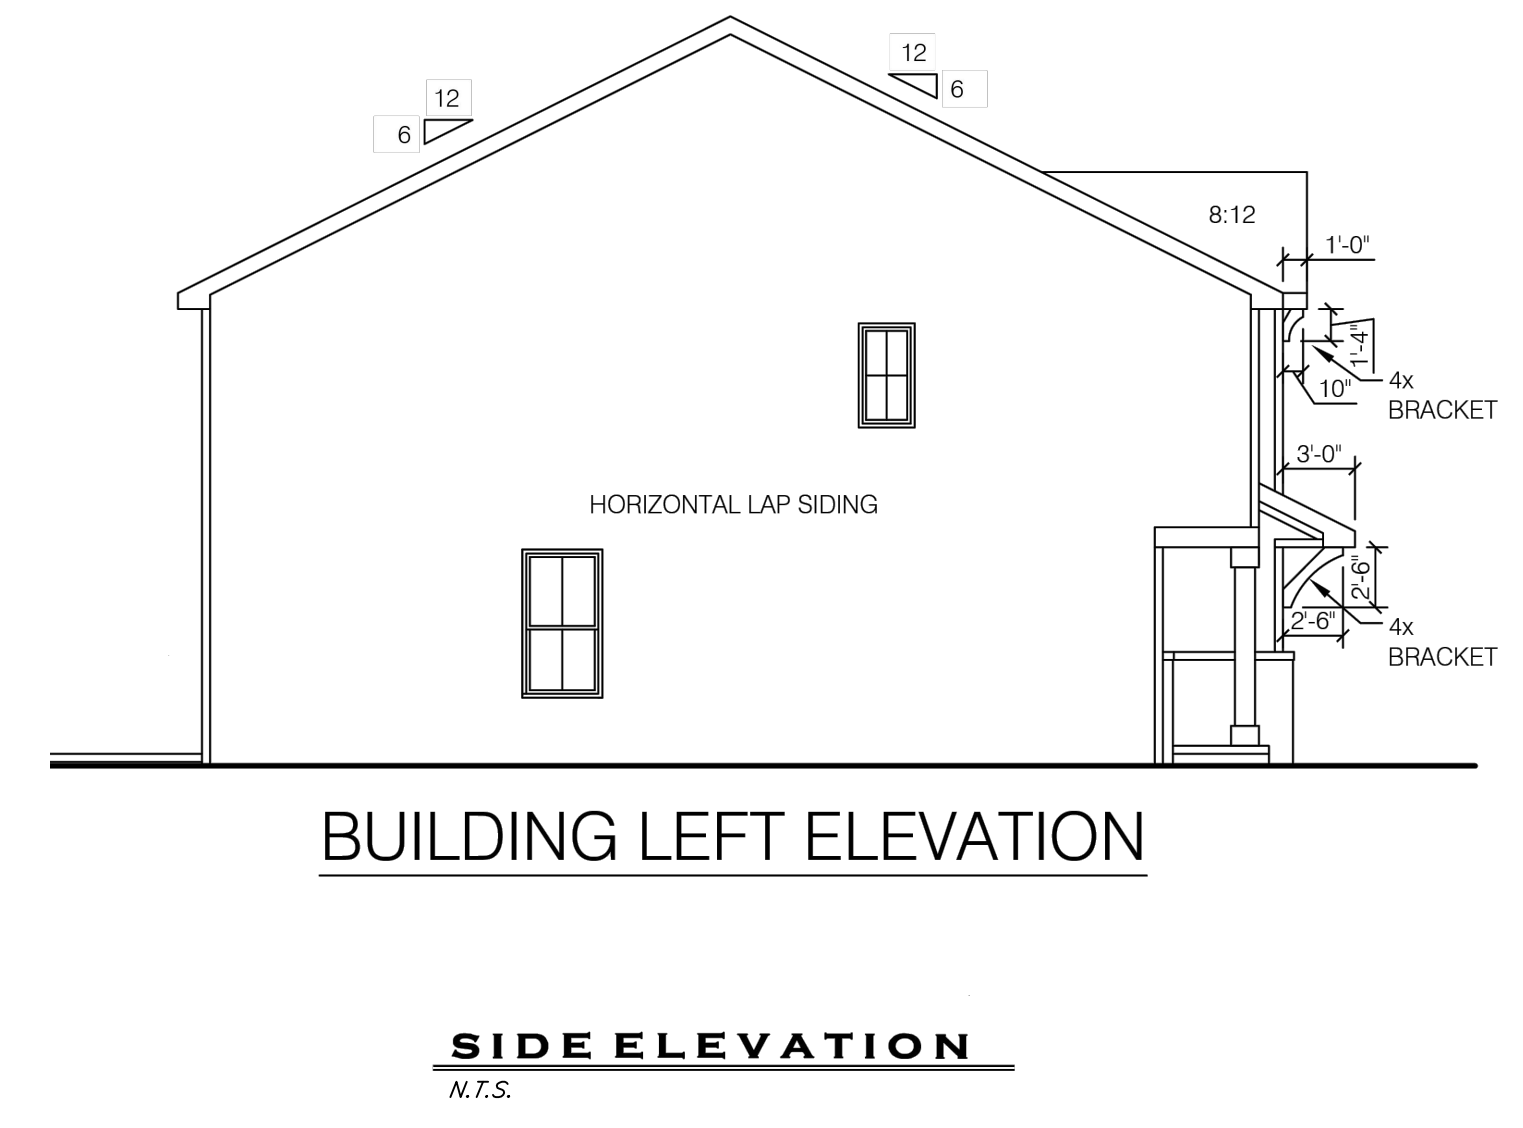 12
6
12
6
8:12
1'-0"
1'-4"
10"
4x
BRACKET
3'-0"
HORIZONTAL LAP SIDING
2'-6"
2'-6"
4x
BRACKET
BUILDING LEFT ELEVATION
SIDE ELEVATION
N.T.S.